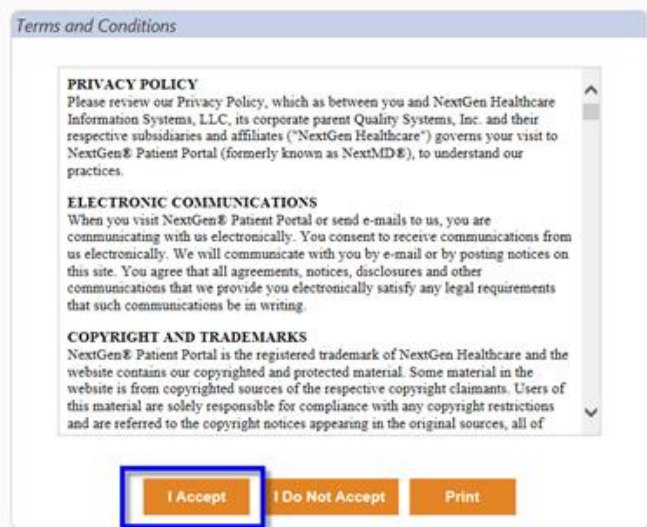 Terms and Conditions
PRIVACY POLICY
Please review our Privacy Policy, which as between you and NextGen Healthcare
Information Systems, LLC, its corporate parent Quality Systems, Inc. and their
respective subsidiaries and affiliates ("NextGen Healthcare") governs your visit to
NextGen® Patient Portal (formerly known as NextMD®), to understand our
practices.
ELECTRONIC COMMUNICATIONS
When you visit NextGen® Patient Portal or send e-mails to us, you are
communicating with us electronically. You consent to receive communications from
us electronically. We will communicate with you by e-mail or by posting notices on
this site. You agree that all agreements, notices, disclosures and other
communications that we provide you electronically satisfy any legal requirements
that such communications be in writing.
COPYRIGHT AND TRADEMARKS
NextGen® Patient Portal is the registered trademark of NextGen Healthcare and the
website contains our copyrighted and protected material. Some material in the
website is from copyrighted sources of the respective copyright claimants. Users of
this material are solely responsible for compliance with any copyright restrictions
and are referred to the copyright notices appearing in the original sources, all of
I Accept I Do Not Accept Print